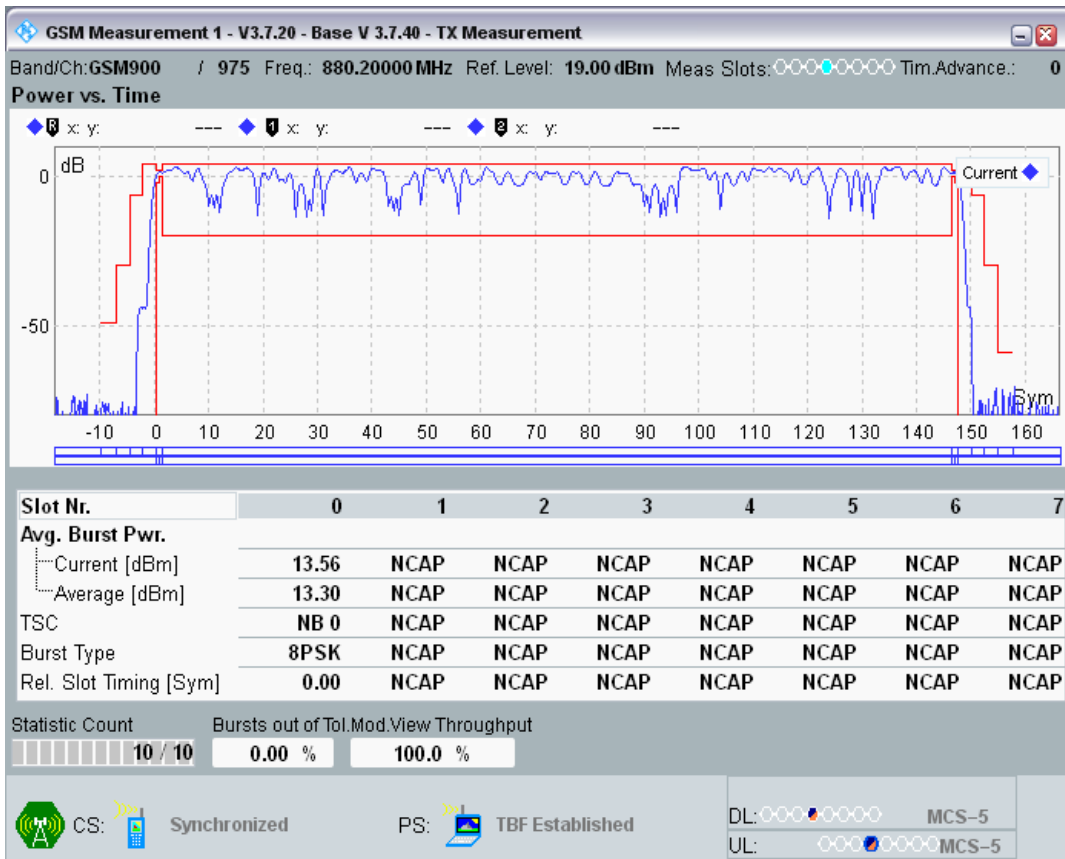 GSM Measurement 1 - V3.7.20 - Base V 3.7.40 - TX Measurement
Band/Ch:GSM900 / 975 Freq.: 880.20000 MHz Ref. Level: 19.00 dBm Meas Slots: Tim.Advance.: 0
Power vs. Time
R x: y: --- 1 x: y: --- 2 x: y: ---
dB
0
Current
-50
Sym
-10 0 10 20 30 40 50 60 70 80 90 100 110 120 130 140 150 160
Slot Nr. 0 1 2 3 4 5 6 7
Avg. Burst Pwr.
Current [dBm] 13.56 NCAP NCAP NCAP NCAP NCAP NCAP NCAP
Average [dBm] 13.30 NCAP NCAP NCAP NCAP NCAP NCAP NCAP
TSC NB 0 NCAP NCAP NCAP NCAP NCAP NCAP NCAP
Burst Type 8PSK NCAP NCAP NCAP NCAP NCAP NCAP NCAP
Rel. Slot Timing [Sym] 0.00 NCAP NCAP NCAP NCAP NCAP NCAP NCAP
Statistic Count Bursts out of Tol.Mod.View Throughput
10 / 10 0.00 % 100.0 %
CS: Synchronized PS: TBF Established
DL: MCS-5
UL: MCS-5